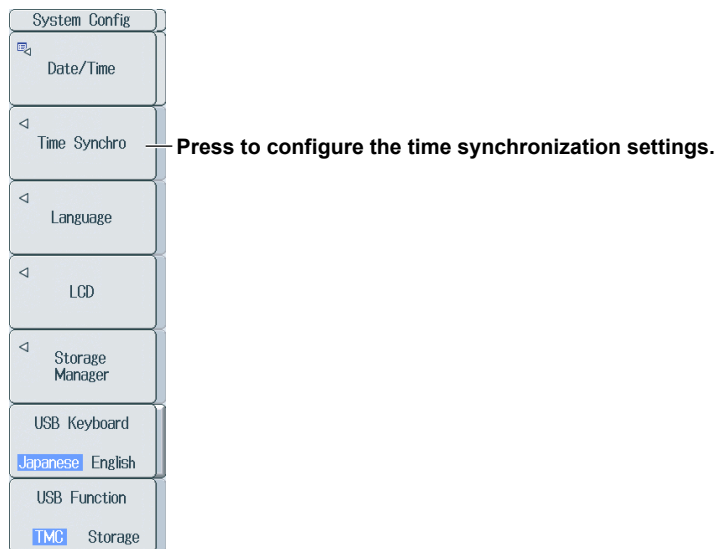 System Config
Date/Time
Time Synchro
Press to configure the time synchronization settings.
Language
LCD
Storage
Manager
USB Keyboard
Japanese English
USB Function
TMC Storage